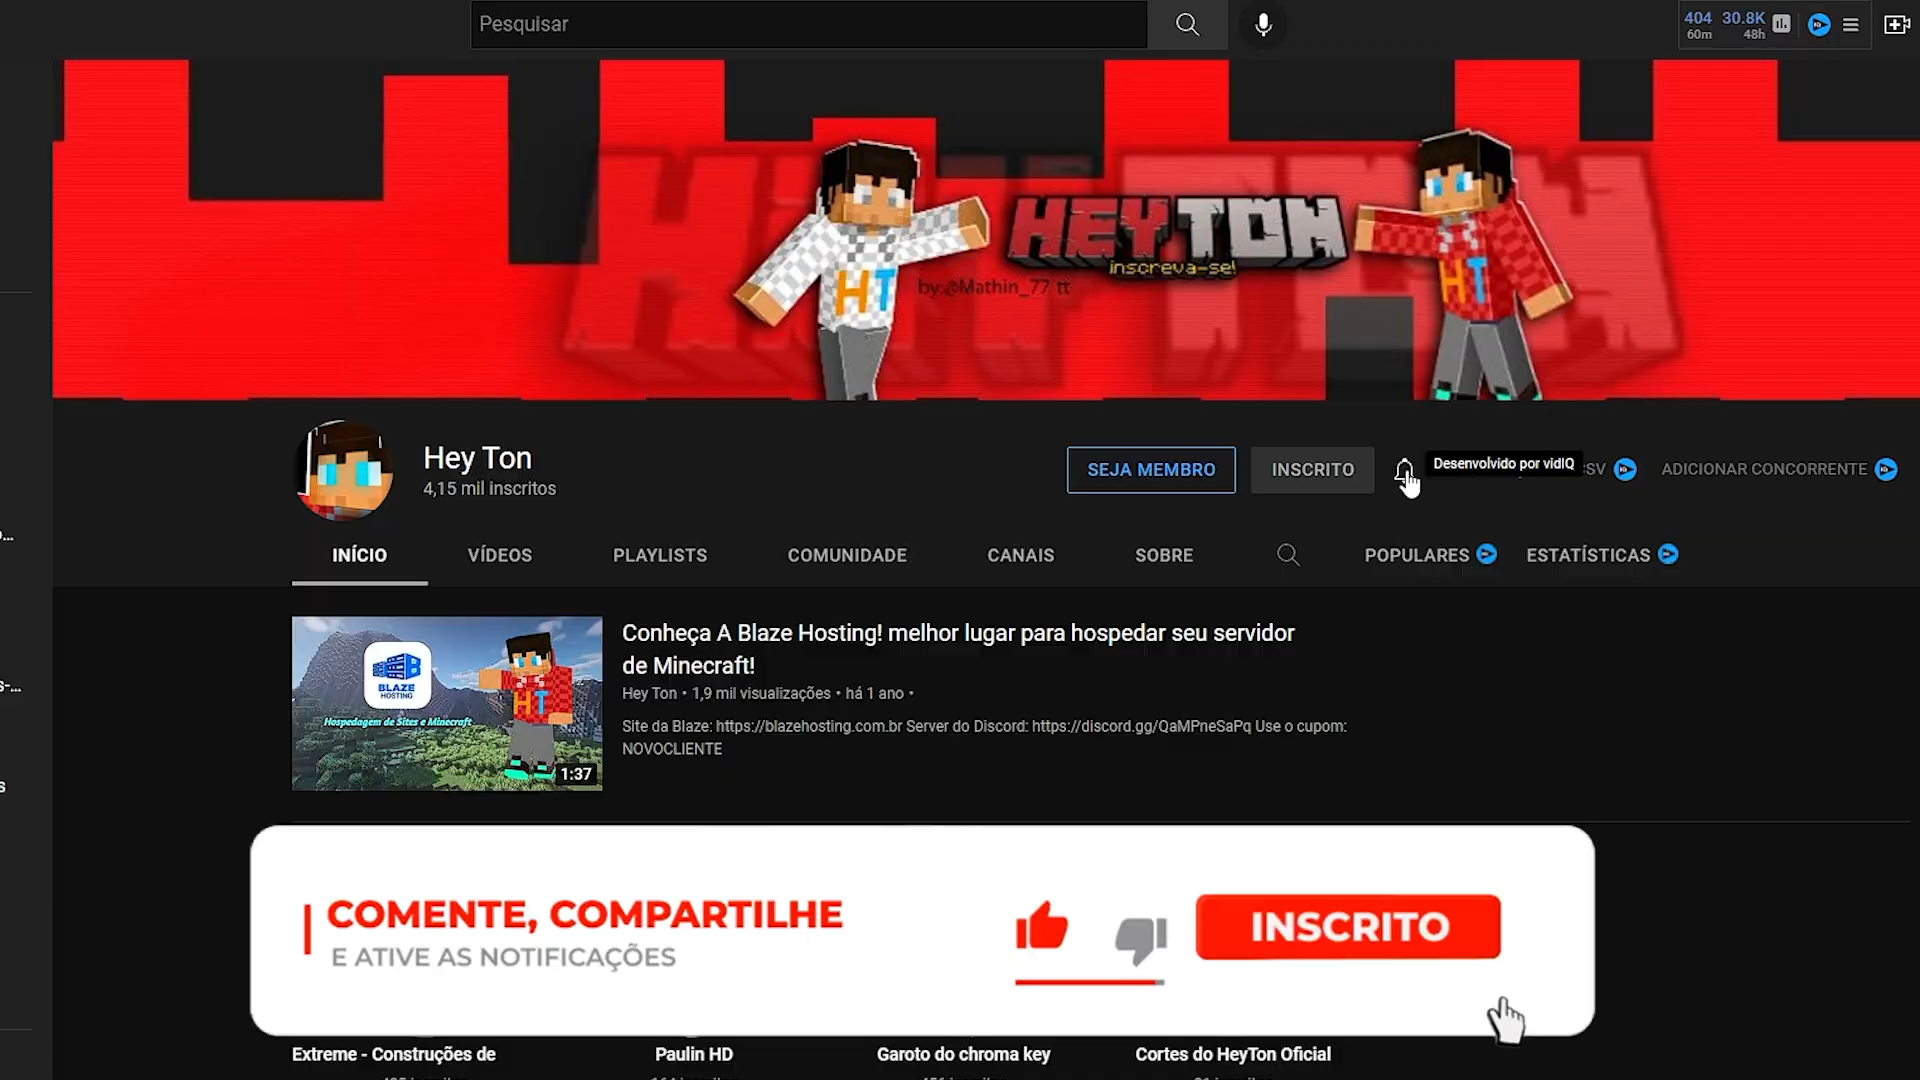 Pesquisar
404 30.8K
60m 48h
HEYTON
inscreva-se!
by:@Mathin_77 tt
HT
HT
Hey Ton
4,15 mil inscritos
SEJA MEMBRO
INSCRITO
Desenvolvido por vidIQ
SV
ADICIONAR CONCORRENTE
INÍCIO
VÍDEOS
PLAYLISTS
COMUNIDADE
CANAIS
SOBRE
POPULARES
ESTATÍSTICAS
BLAZE
HOSTING
Hospedagem de Sites e Minecraft
HT
1:37
Conheça A Blaze Hosting! melhor lugar para hospedar seu servidor
de Minecraft!
Hey Ton • 1,9 mil visualizações • há 1 ano •
Site da Blaze: https://blazehosting.com.br Server do Discord: https://discord.gg/QaMPneSaPq Use o cupom:
NOVOCLIENTE
COMENTE, COMPARTILHE
E ATIVE AS NOTIFICAÇÕES
INSCRITO
Extreme - Construções de
Paulin HD
Garoto do chroma key
Cortes do HeyTon Oficial